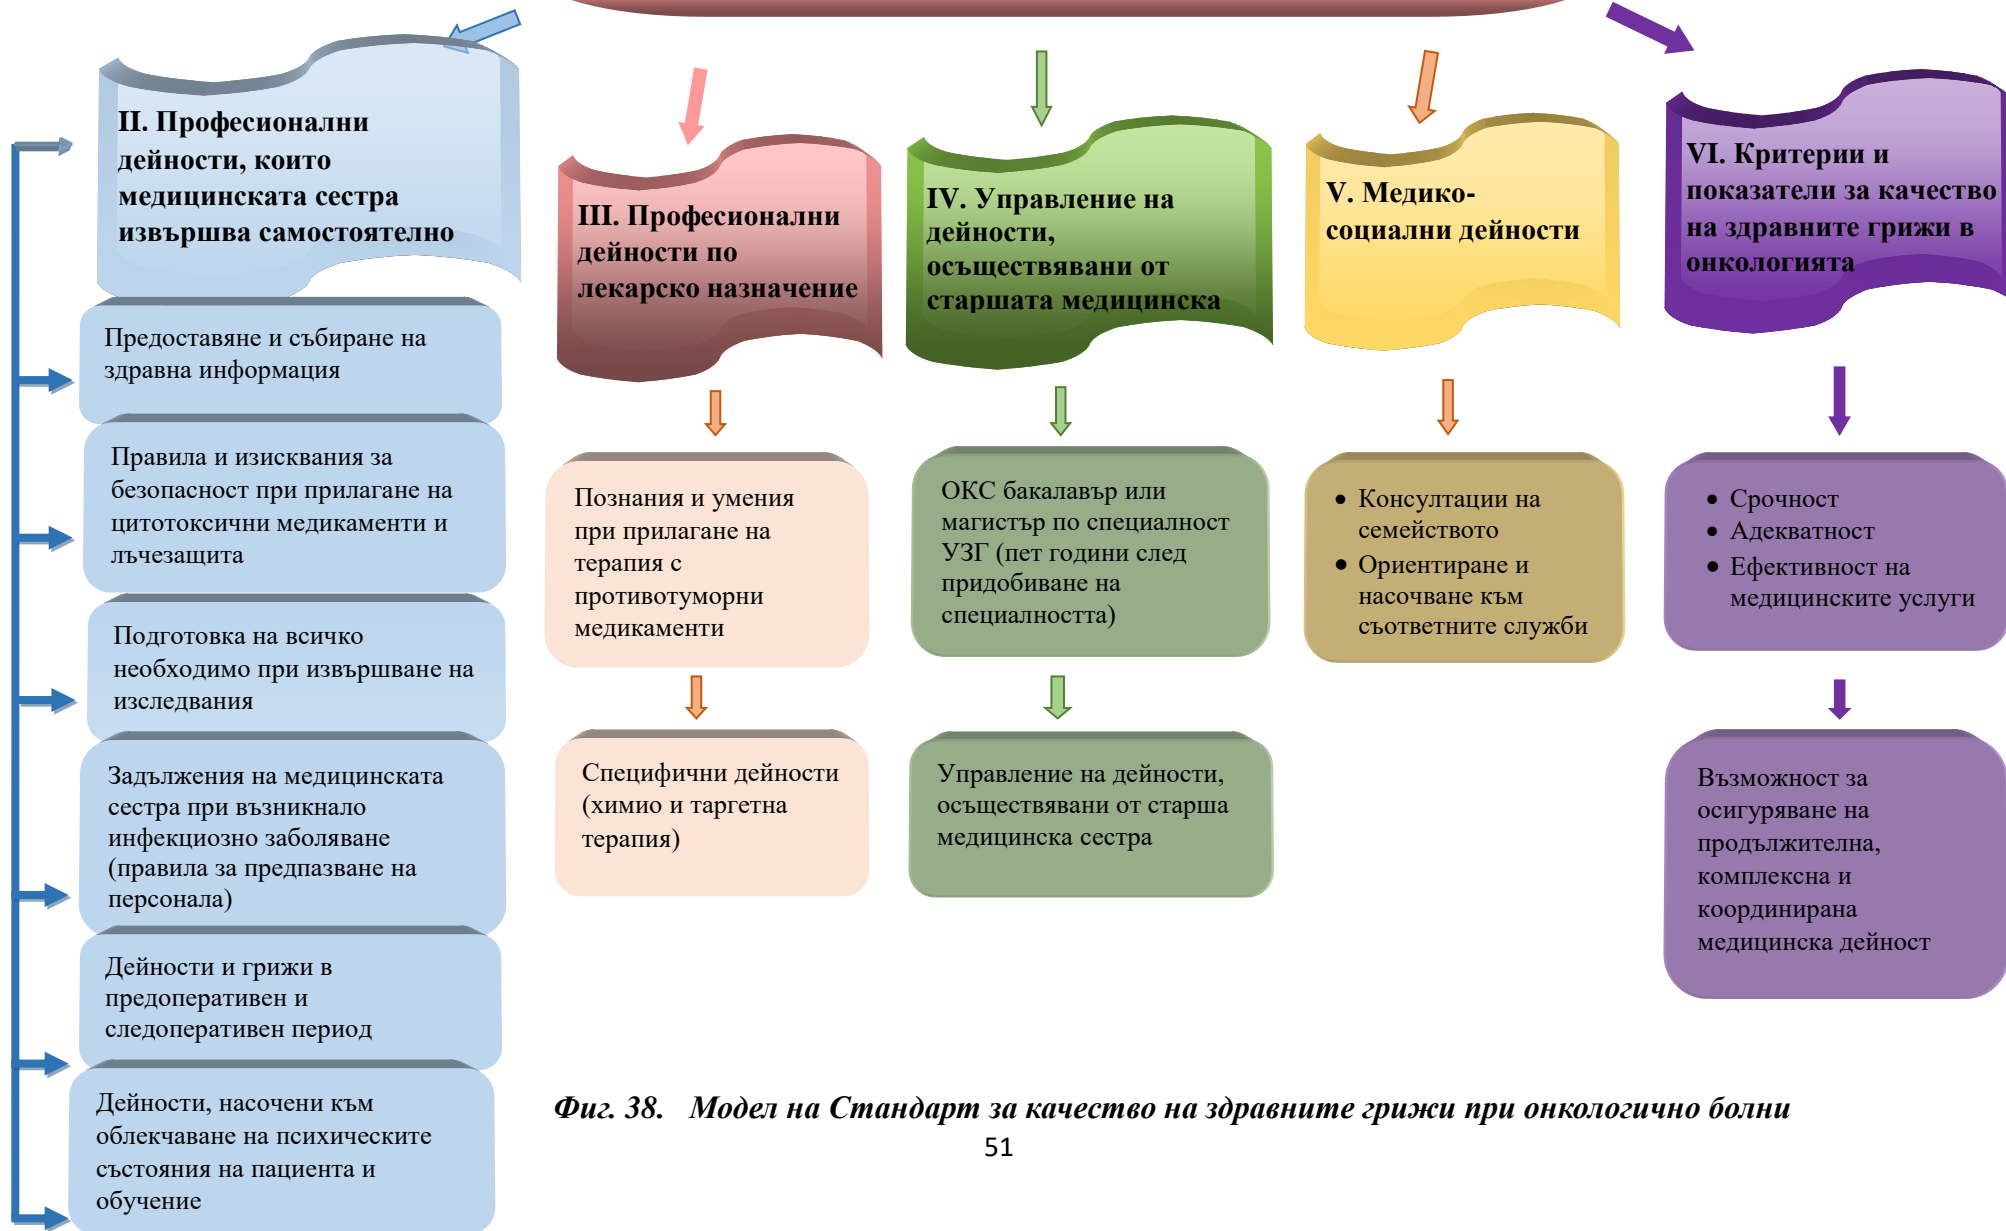 II. Професионални
дейности, които
медицинската сестра
извършва самостоятелно
Предоставяне и събиране на
здравна информация
Правила и изисквания за
безопасност при прилагане на
цитотоксични медикаменти и
лъчезащита
Подготовка на всичко
необходимо при извършване на
изследвания
Задължения на медицинската
сестра при възникнало
инфекциозно заболяване
(правила за предпазване на
персонала)
Дейности и грижи в
предоперативен и
следоперативен период
Дейности, насочени към
облекчаване на психическите
състояния на пациента и
обучение
III. Професионални
дейности по
лекарско назначение
Познания и умения
при прилагане на
терапия с
противотуморни
медикаменти
Специфични дейности
(химио и таргетна
терапия)
IV. Управление на
дейности,
осъществявани от
старшата медицинска
ОКС бакалавър или
магистър по специалност
УЗГ (пет години след
придобиване на
специалността)
Управление на дейности,
осъществявани от старша
медицинска сестра
V. Медико-
социални дейности
• Консултации на
семейството
• Ориентиране и
насочване към
съответните служби
VI. Критерии и
показатели за качество
на здравните грижи в
онкологията
• Срочност
• Адекватност
• Ефективност на
медицинските услуги
Възможност за
осигуряване на
продължителна,
комплексна и
координирана
медицинска дейност
Фиг. 38. Модел на Стандарт за качество на здравните грижи при онкологично болни
51